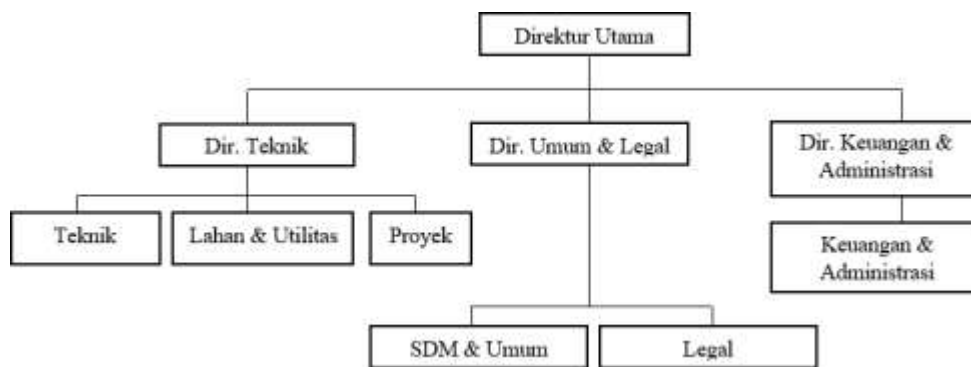 Direktur Utama
Dir. Teknik
Dir. Umum & Legal
Dir. Keuangan &
Administrasi
Teknik
Lahan & Utilitas
Proyek
Keuangan &
Administrasi
SDM & Umum
Legal